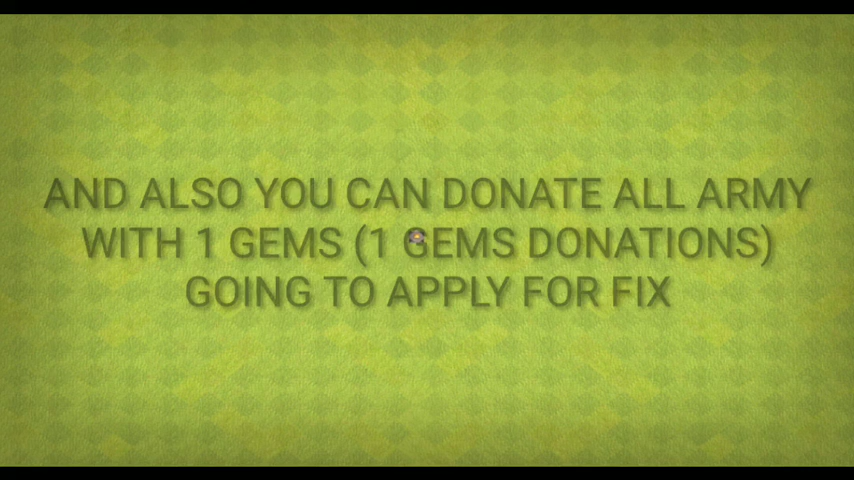 AND ALSO YOU CAN DONATE ALL ARMY
WITH 1 GEMS (1 GEMS DONATIONS)
GOING TO APPLY FOR FIX